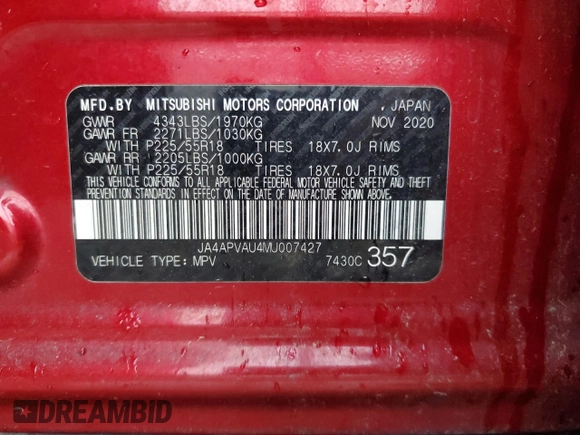 MFD.BY MITSUBISHI MOTORS CORPORATION , JAPAN
GVWR 4343LBS/1970KG NOV 2020
GAWR FR 2271LBS/1030KG
WITH P225/55R18 TIRES 18X7.0J RIMS
GAWR RR 2205LBS/1000KG
WITH P225/55R18 TIRES 18X7.0J RIMS
THIS VEHICLE CONFORMS TO ALL APPLICABLE FEDERAL MOTOR VEHICLE SAFETY AND THEFT
PREVENTION STANDARDS IN EFFECT ON THE DATE OF MANUFACTURE SHOWN ABOVE.
JA4APVAU4MU007427
VEHICLE TYPE: MPV 7430C 357
DREAMBID